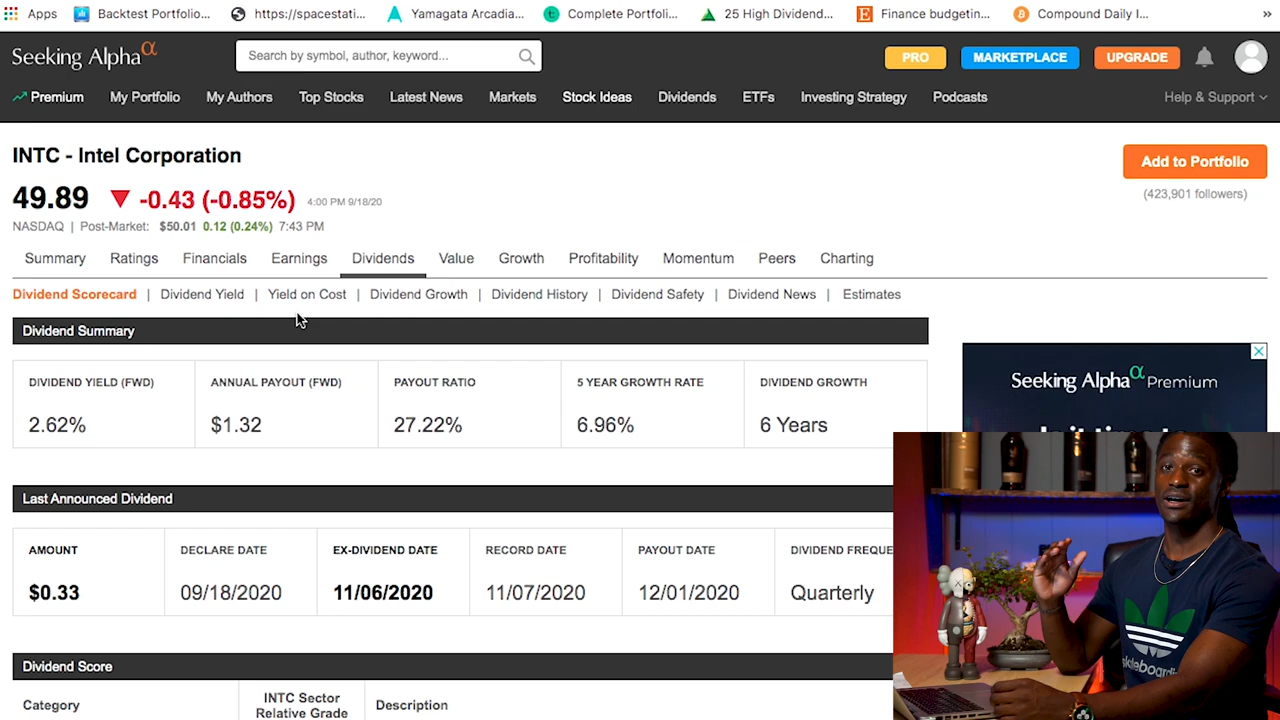 Apps Backtest Portfolio... https://spacestati... Yamagata Arcadia... Complete Portfoli... 25 High Dividend... Finance budgetin... Compound Daily I... »
Seeking Alpha α Search by symbol, author, keyword... PRO MARKETPLACE UPGRADE
Premium My Portfolio My Authors Top Stocks Latest News Markets Stock Ideas Dividends ETFs Investing Strategy Podcasts Help & Support
INTC - Intel Corporation
Add to Portfolio
49.89 ▼ -0.43 (-0.85%) 4:00 PM 9/18/20
(423,901 followers)
NASDAQ | Post-Market: $50.01 0.12 (0.24%) 7:43 PM
Summary Ratings Financials Earnings Dividends Value Growth Profitability Momentum Peers Charting
Dividend Scorecard | Dividend Yield | Yield on Cost | Dividend Growth | Dividend History | Dividend Safety | Dividend News | Estimates
Dividend Summary
DIVIDEND YIELD (FWD) ANNUAL PAYOUT (FWD) PAYOUT RATIO 5 YEAR GROWTH RATE DIVIDEND GROWTH
2.62% $1.32 27.22% 6.96% 6 Years
Seeking Alpha α Premium
Last Announced Dividend
AMOUNT DECLARE DATE EX-DIVIDEND DATE RECORD DATE PAYOUT DATE DIVIDEND FREQUE
$0.33 09/18/2020 11/06/2020 11/07/2020 12/01/2020 Quarterly
Dividend Score
Category INTC Sector Description
Relative Grade
skateboardin